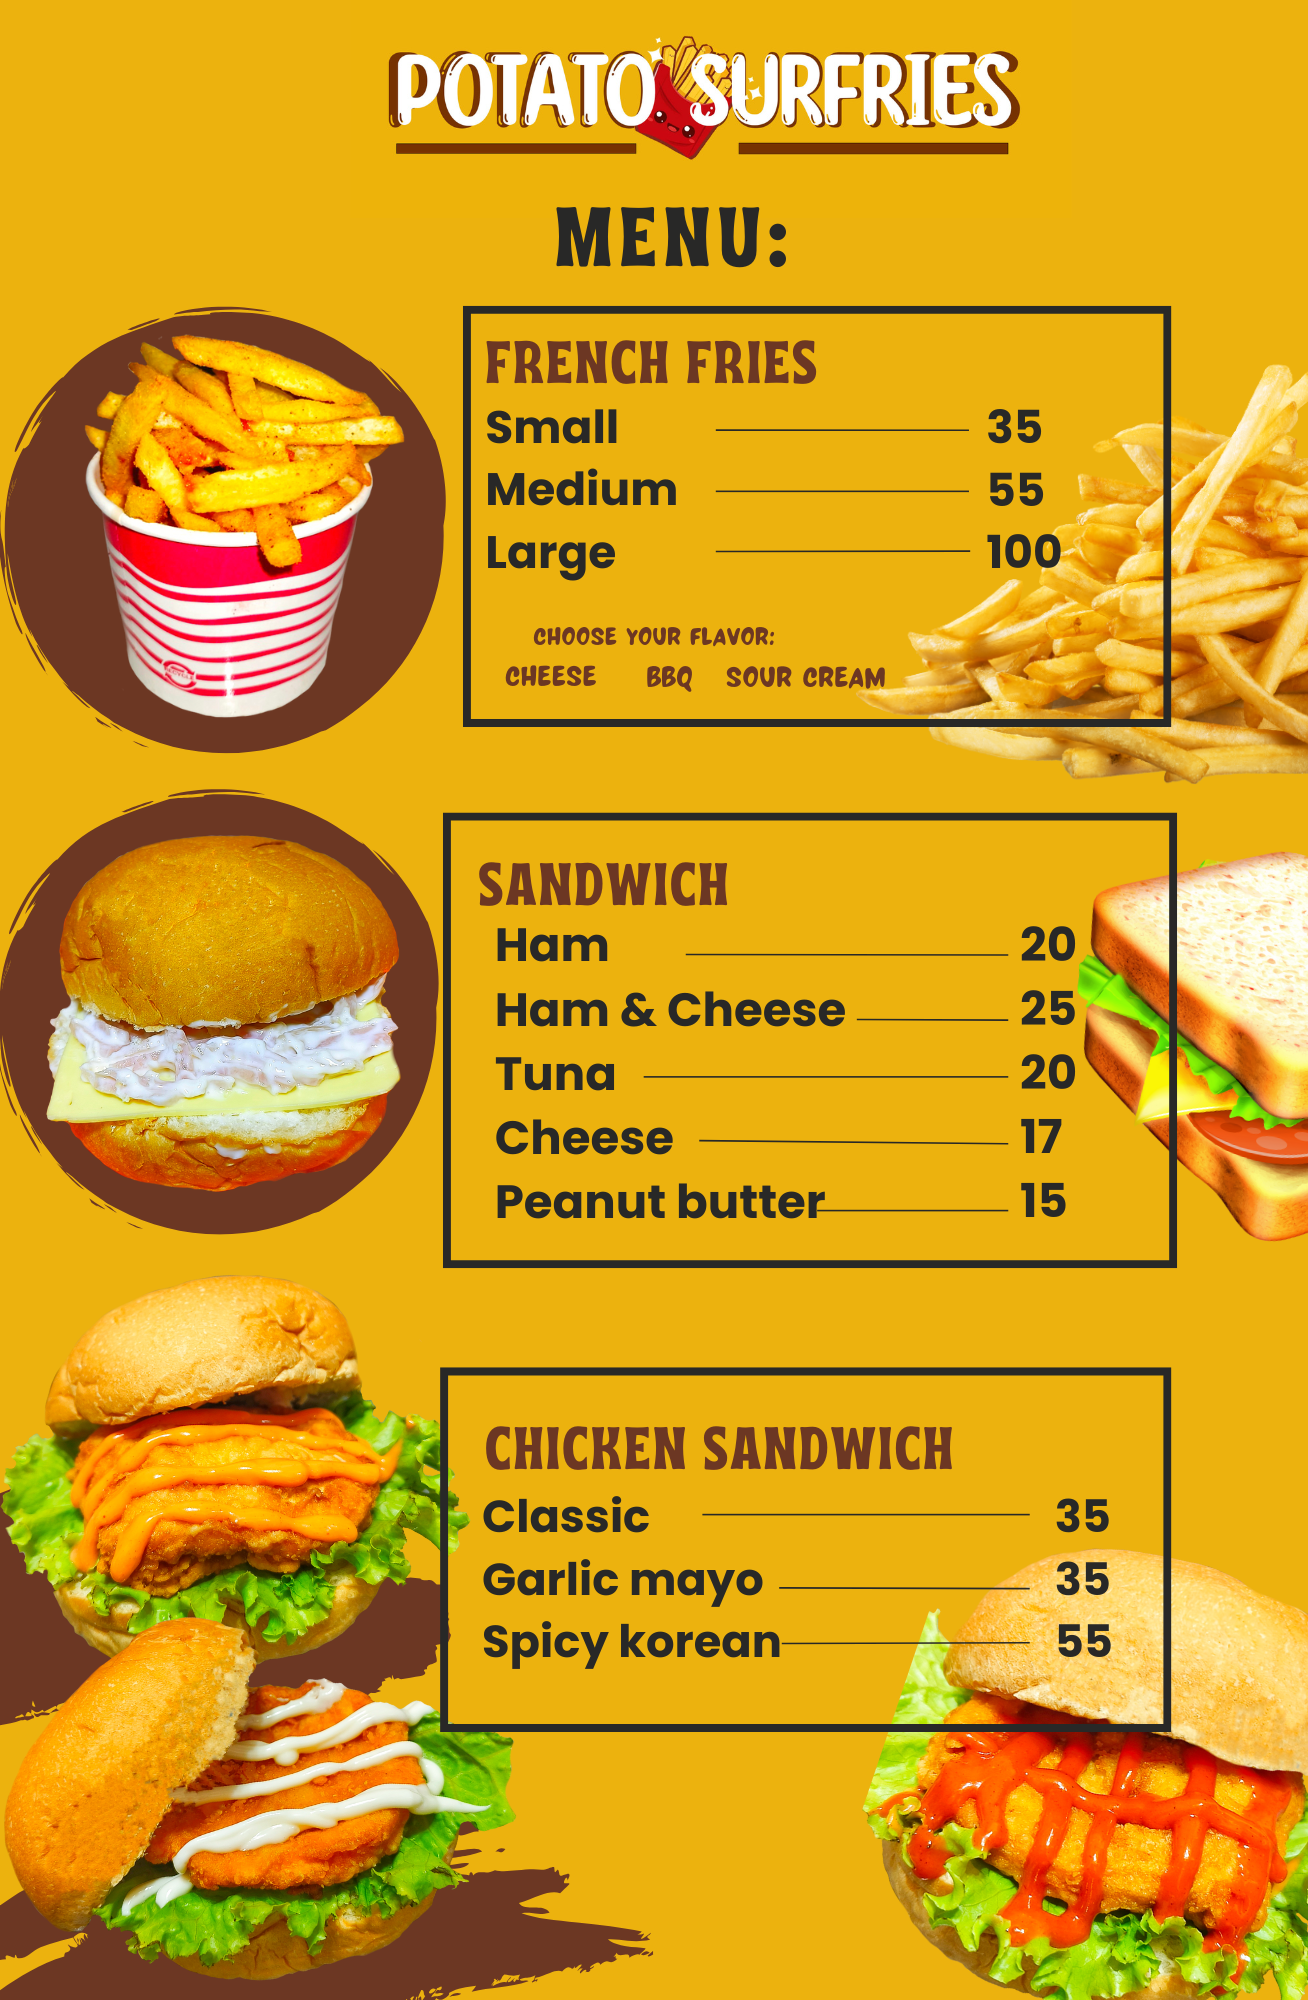 POTATO SURFRIES
MENU:
FRENCH FRIES
Small 35
Medium 55
Large 100
CHOOSE YOUR FLAVOR:
CHEESE BBQ SOUR CREAM
SANDWICH
Ham 20
Ham & Cheese 25
Tuna 20
Cheese 17
Peanut butter 15
CHICKEN SANDWICH
Classic 35
Garlic mayo 35
Spicy korean 55